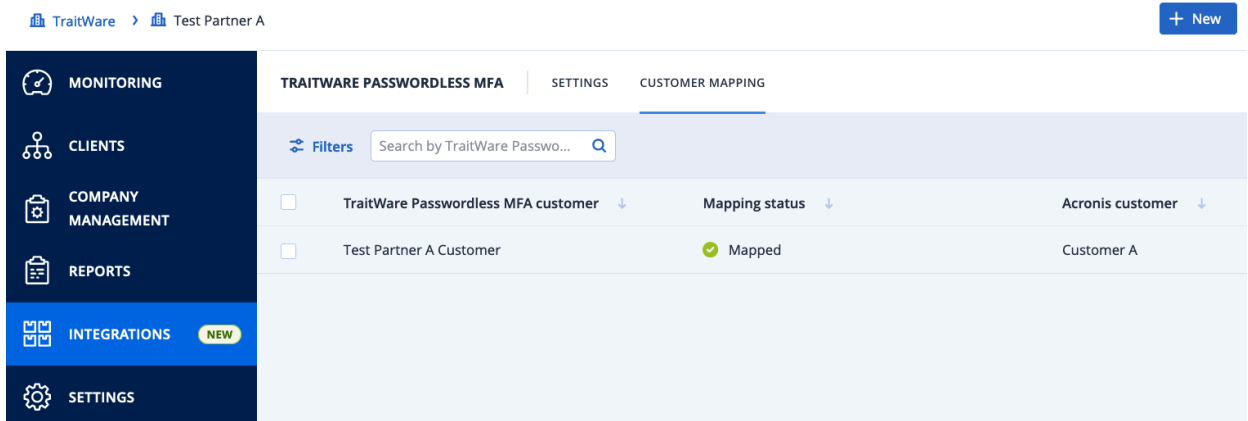 TraitWare > Test Partner A
+ New
MONITORING
CLIENTS
COMPANY
MANAGEMENT
REPORTS
INTEGRATIONS NEW
SETTINGS
TRAITWARE PASSWORDLESS MFA SETTINGS CUSTOMER MAPPING
Filters Search by TraitWare Passwo...
TraitWare Passwordless MFA customer Mapping status Acronis customer
Test Partner A Customer Mapped Customer A